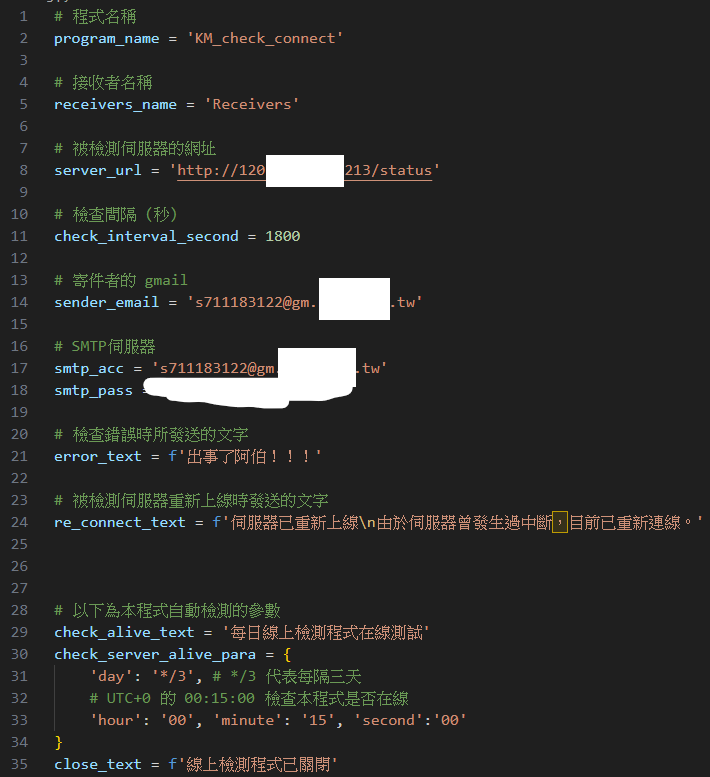 1 # 程式名稱
2 program_name = 'KM_check_connect'
3
4 # 接收者名稱
5 receivers_name = 'Receivers'
6
7 # 被檢測伺服器的網址
8 server_url = 'http://120 213/status'
9
10 # 檢查間隔 (秒)
11 check_interval_second = 1800
12
13 # 寄件者的 gmail
14 sender_email = 's711183122@gm. .tw'
15
16 # SMTP伺服器
17 smtp_acc = 's711183122@gm. .tw'
18 smtp_pass =
19
20 # 檢查錯誤時所發送的文字
21 error_text = f'出事了阿伯！！！'
22
23 # 被檢測伺服器重新上線時發送的文字
24 re_connect_text = f'伺服器已重新上線\n由於伺服器曾發生過中斷，目前已重新連線。'
25
26
27
28 # 以下為本程式自動檢測的參數
29 check_alive_text = '每日線上檢測程式在線測試'
30 check_server_alive_para = {
31 'day': '*/3', # */3 代表每隔三天
32 # UTC+0 的 00:15:00 檢查本程式是否在線
33 'hour': '00', 'minute': '15', 'second':'00'
34 }
35 close_text = f'線上檢測程式已關閉'